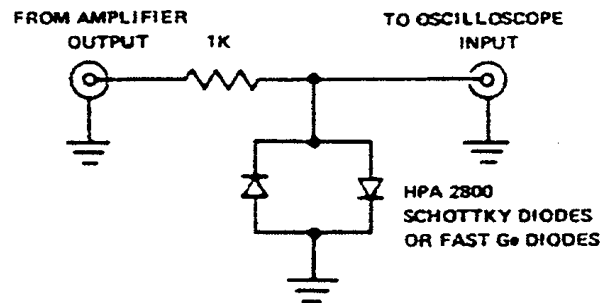 FROM AMPLIFIER
OUTPUT
1K
TO OSCILLOSCOPE
INPUT
HPA 2800
SCHOTTKY DIODES
OR FAST Ge DIODES